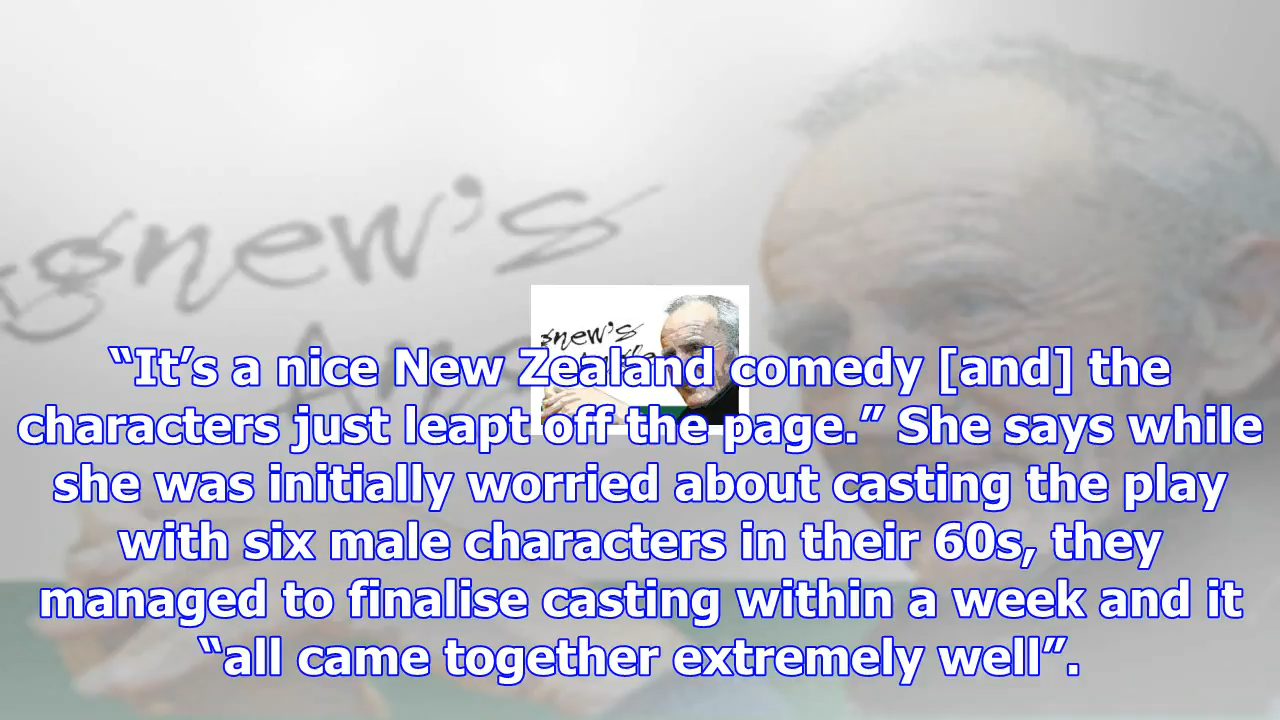 gnew's
gnew's
“It’s a nice New Zealand comedy [and] the
characters just leapt off the page.” She says while
she was initially worried about casting the play
with six male characters in their 60s, they
managed to finalise casting within a week and it
“all came together extremely well”.